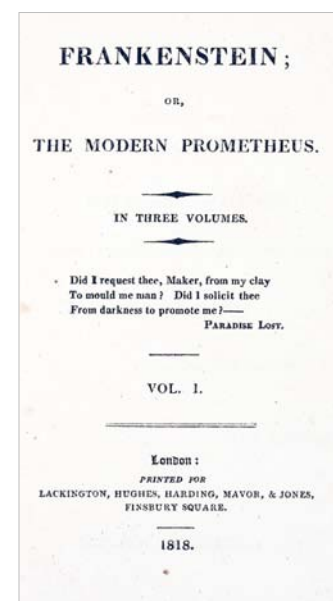 FRANKENSTEIN;
OR,
THE MODERN PROMETHEUS.
IN THREE VOLUMES.
Did I request thee, Maker, from my clay
To mould me man? Did I solicit thee
From darkness to promote me?——
PARADISE LOST.
VOL. I.
London:
PRINTED FOR
LACKINGTON, HUGHES, HARDING, MAVOR, & JONES,
FINSBURY SQUARE.
1818.